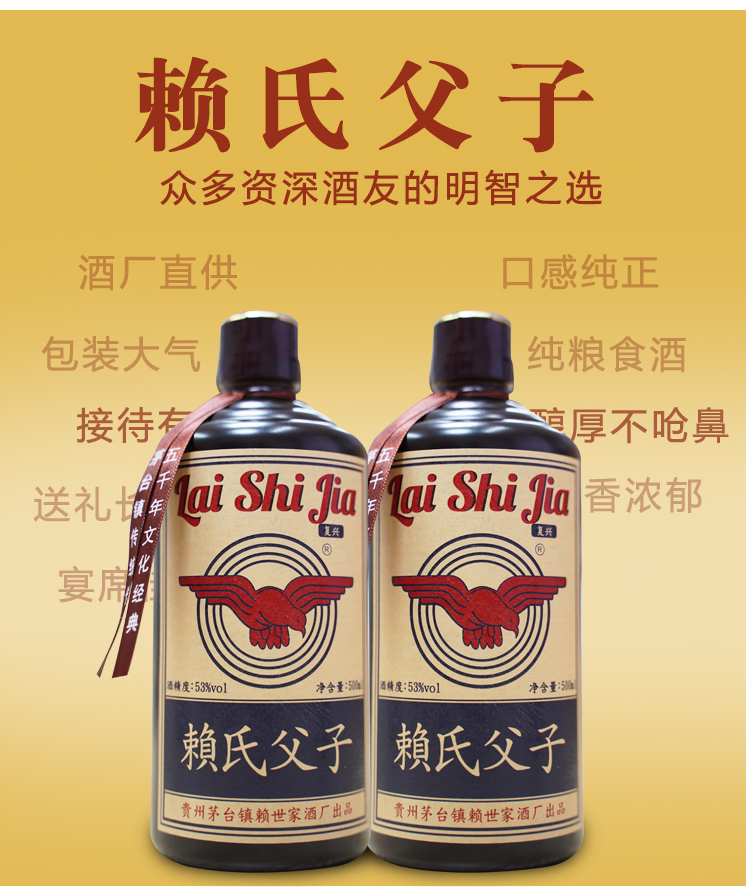 赖氏父子
众多资深酒友的明智之选
酒厂直供
口感纯正
包装大气
纯粮食酒
接待有
醇厚不呛鼻
送礼长
香浓郁
宴席
五千年文化经典
茅台镇传
Lai Shi Jia
复兴
®
酒精度:53%vol
净含量:500ml
賴氏父子
贵州茅台镇赖世家酒厂出品
五千年
Lai Shi Jia
复兴
®
酒精度:53%vol
净含量:500ml
賴氏父子
贵州茅台镇赖世家酒厂出品